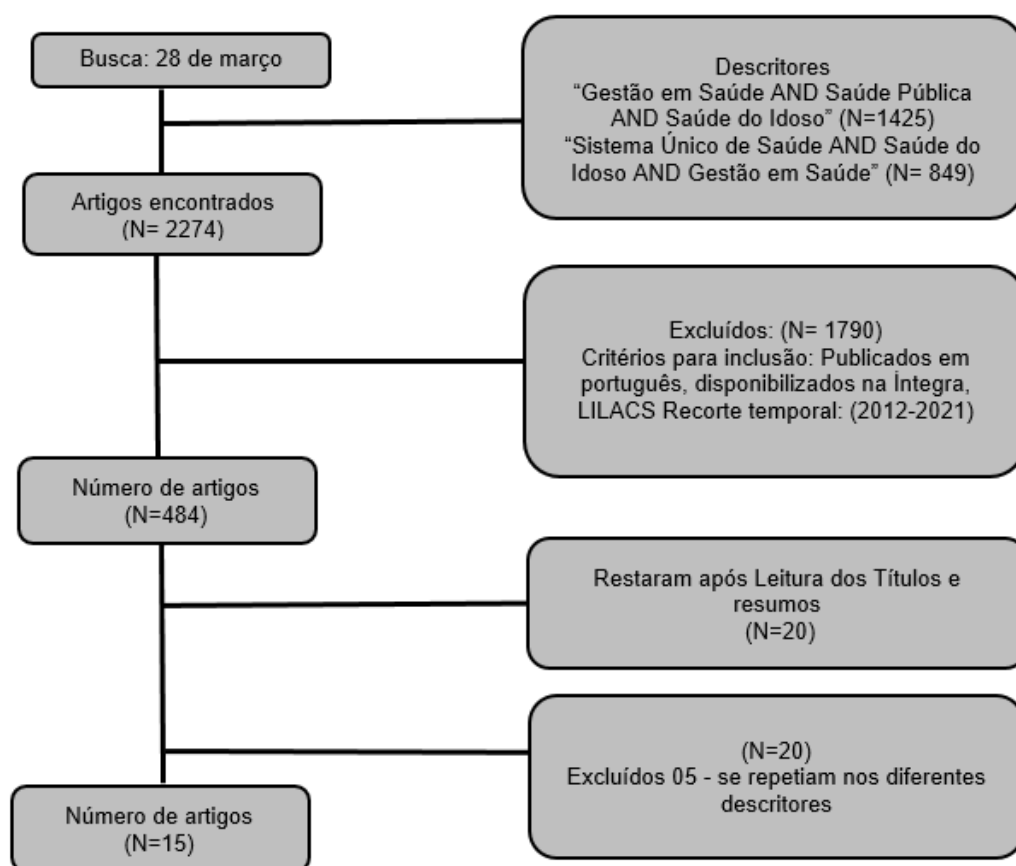 Busca: 28 de março
Descritores
“Gestão em Saúde AND Saúde Pública
AND Saúde do Idoso” (N=1425)
“Sistema Único de Saúde AND Saúde do
Idoso AND Gestão em Saúde” (N= 849)
Artigos encontrados
(N= 2274)
Excluídos: (N= 1790)
Critérios para inclusão: Publicados em
português, disponibilizados na Íntegra,
LILACS Recorte temporal: (2012-2021)
Número de artigos
(N=484)
Restaram após Leitura dos Títulos e
resumos
(N=20)
(N=20)
Excluídos 05 - se repetiam nos diferentes
descritores
Número de artigos
(N=15)